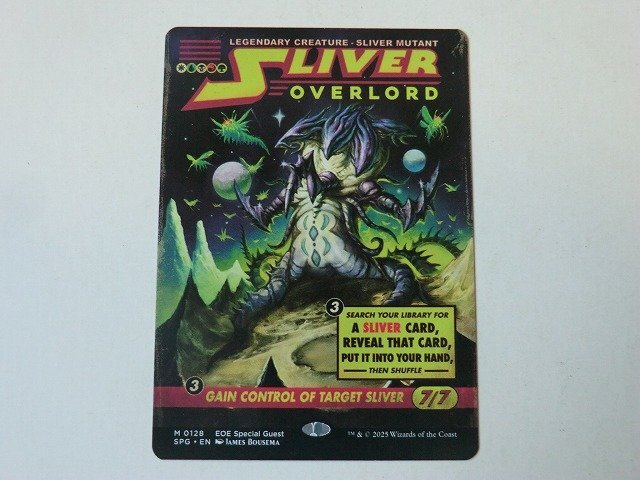 LEGENDARY CREATURE - SLIVER MUTANT
SLIVER
OVERLORD
3
SEARCH YOUR LIBRARY FOR
A SLIVER CARD,
REVEAL THAT CARD,
PUT IT INTO YOUR HAND,
THEN SHUFFLE
3
GAIN CONTROL OF TARGET SLIVER 7/7
M 0128 EOE Special Guest
SPG • EN JAMES BOUSEMA
™ & © 2025 Wizards of the Coast